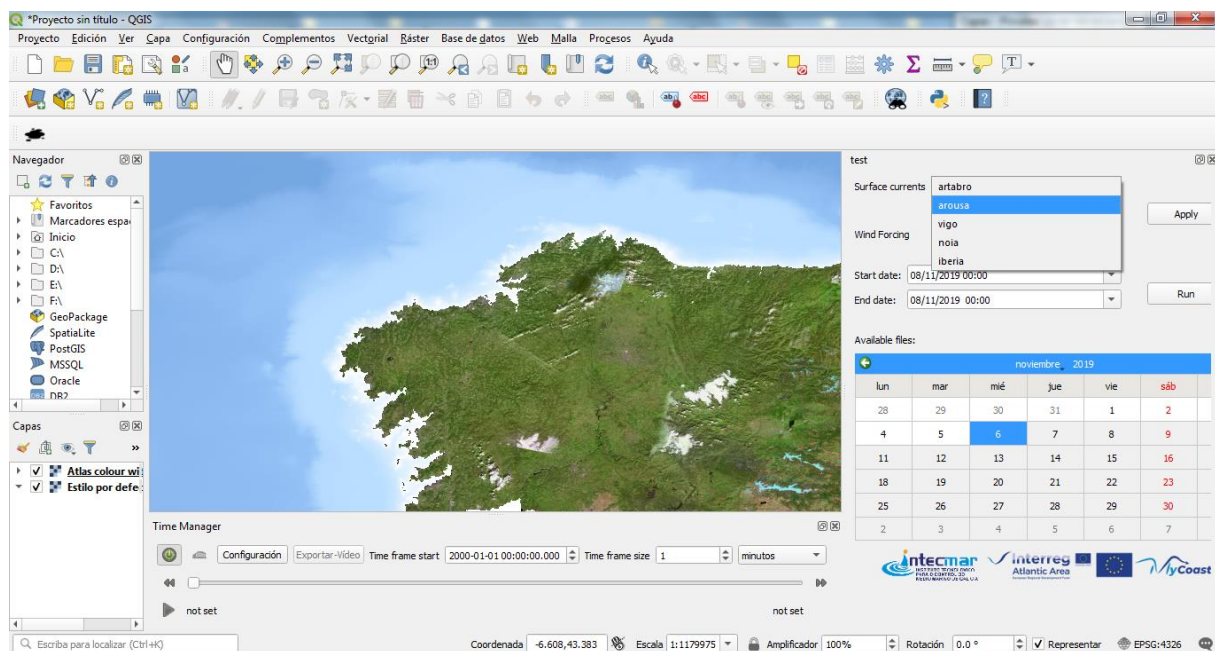 *Proyecto sin título - QGIS
Proyecto Edición Ver Capa Configuración Complementos Vectorial Ráster Base de datos Web Malla Procesos Ayuda
Navegador
Favoritos
Marcadores espa
Inicio
C:\
D:\
E:\
F:\
GeoPackage
SpatiaLite
PostGIS
MSSQL
Oracle
DB2
Capas
Atlas colour wi
Estilo por defe
Time Manager
Configuración Exportar-Vídeo Time frame start 2000-01-01 00:00:00.000 Time frame size 1 minutos
not set not set
test
Surface currents artabro
arousa
vigo
noia
iberia
Apply
Wind Forcing
Start date: 08/11/2019 00:00
End date: 08/11/2019 00:00
Run
Available files:
noviembre, 2019
lun mar mié jue vie sáb
28 29 30 31 1 2
4 5 6 7 8 9
11 12 13 14 15 16
18 19 20 21 22 23
25 26 27 28 29 30
2 3 4 5 6 7
intecmar
Interreg
Atlantic Area
MyCoast
Escriba para localizar (Ctrl+K) Coordenada -6.608,43.383 Escala 1:1179975 Amplificador 100% Rotación 0.0 ° Representar EPSG:4326